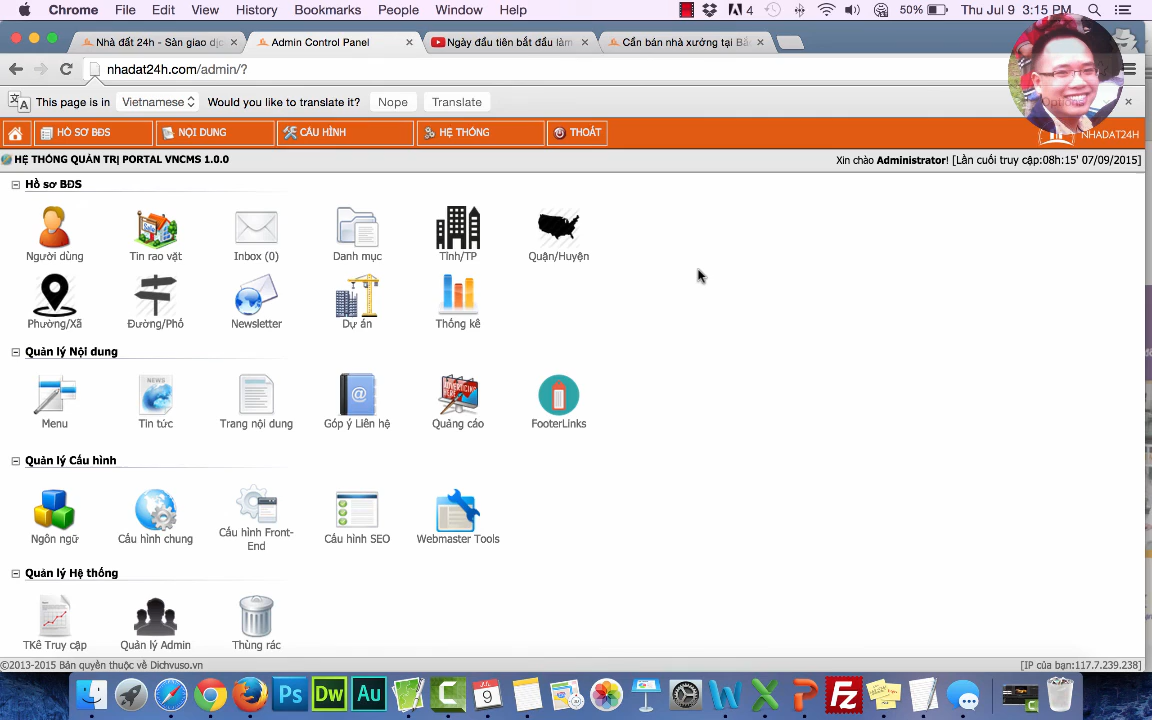 Chrome File Edit View History Bookmarks People Window Help 4 50% Thu Jul 9 3:15 PM
Nhà đất 24h - Sàn giao dịc Admin Control Panel Ngày đầu tiên bắt đầu làm Cần bán nhà xưởng tại Bắ
nhadat24h.com/admin/?
This page is in Vietnamese Would you like to translate it? Nope Translate Options
HỒ SƠ BĐS NỘI DUNG CẤU HÌNH HỆ THỐNG THOÁT NHADAT24H
HỆ THỐNG QUẢN TRỊ PORTAL VNCMS 1.0.0 Xin chào Administrator! [Lần cuối truy cập:08h:15' 07/09/2015]
Hồ sơ BĐS
Người dùng Tin rao vặt Inbox (0) Danh mục Tỉnh/TP Quận/Huyện
Phường/Xã Đường/Phố Newsletter Dự án Thống kê
Quản lý Nội dung
Menu Tin tức Trang nội dung Góp ý Liên hệ Quảng cáo FooterLinks
Quản lý Cấu hình
Ngôn ngữ Cấu hình chung Cấu hình Front-
End Cấu hình SEO Webmaster Tools
Quản lý Hệ thống
TKê Truy cập Quản lý Admin Thùng rác
©2013-2015 Bản quyền thuộc về Dichvuso.vn [IP của bạn:117.7.239.238]
Ps Dw Au 9 Fz